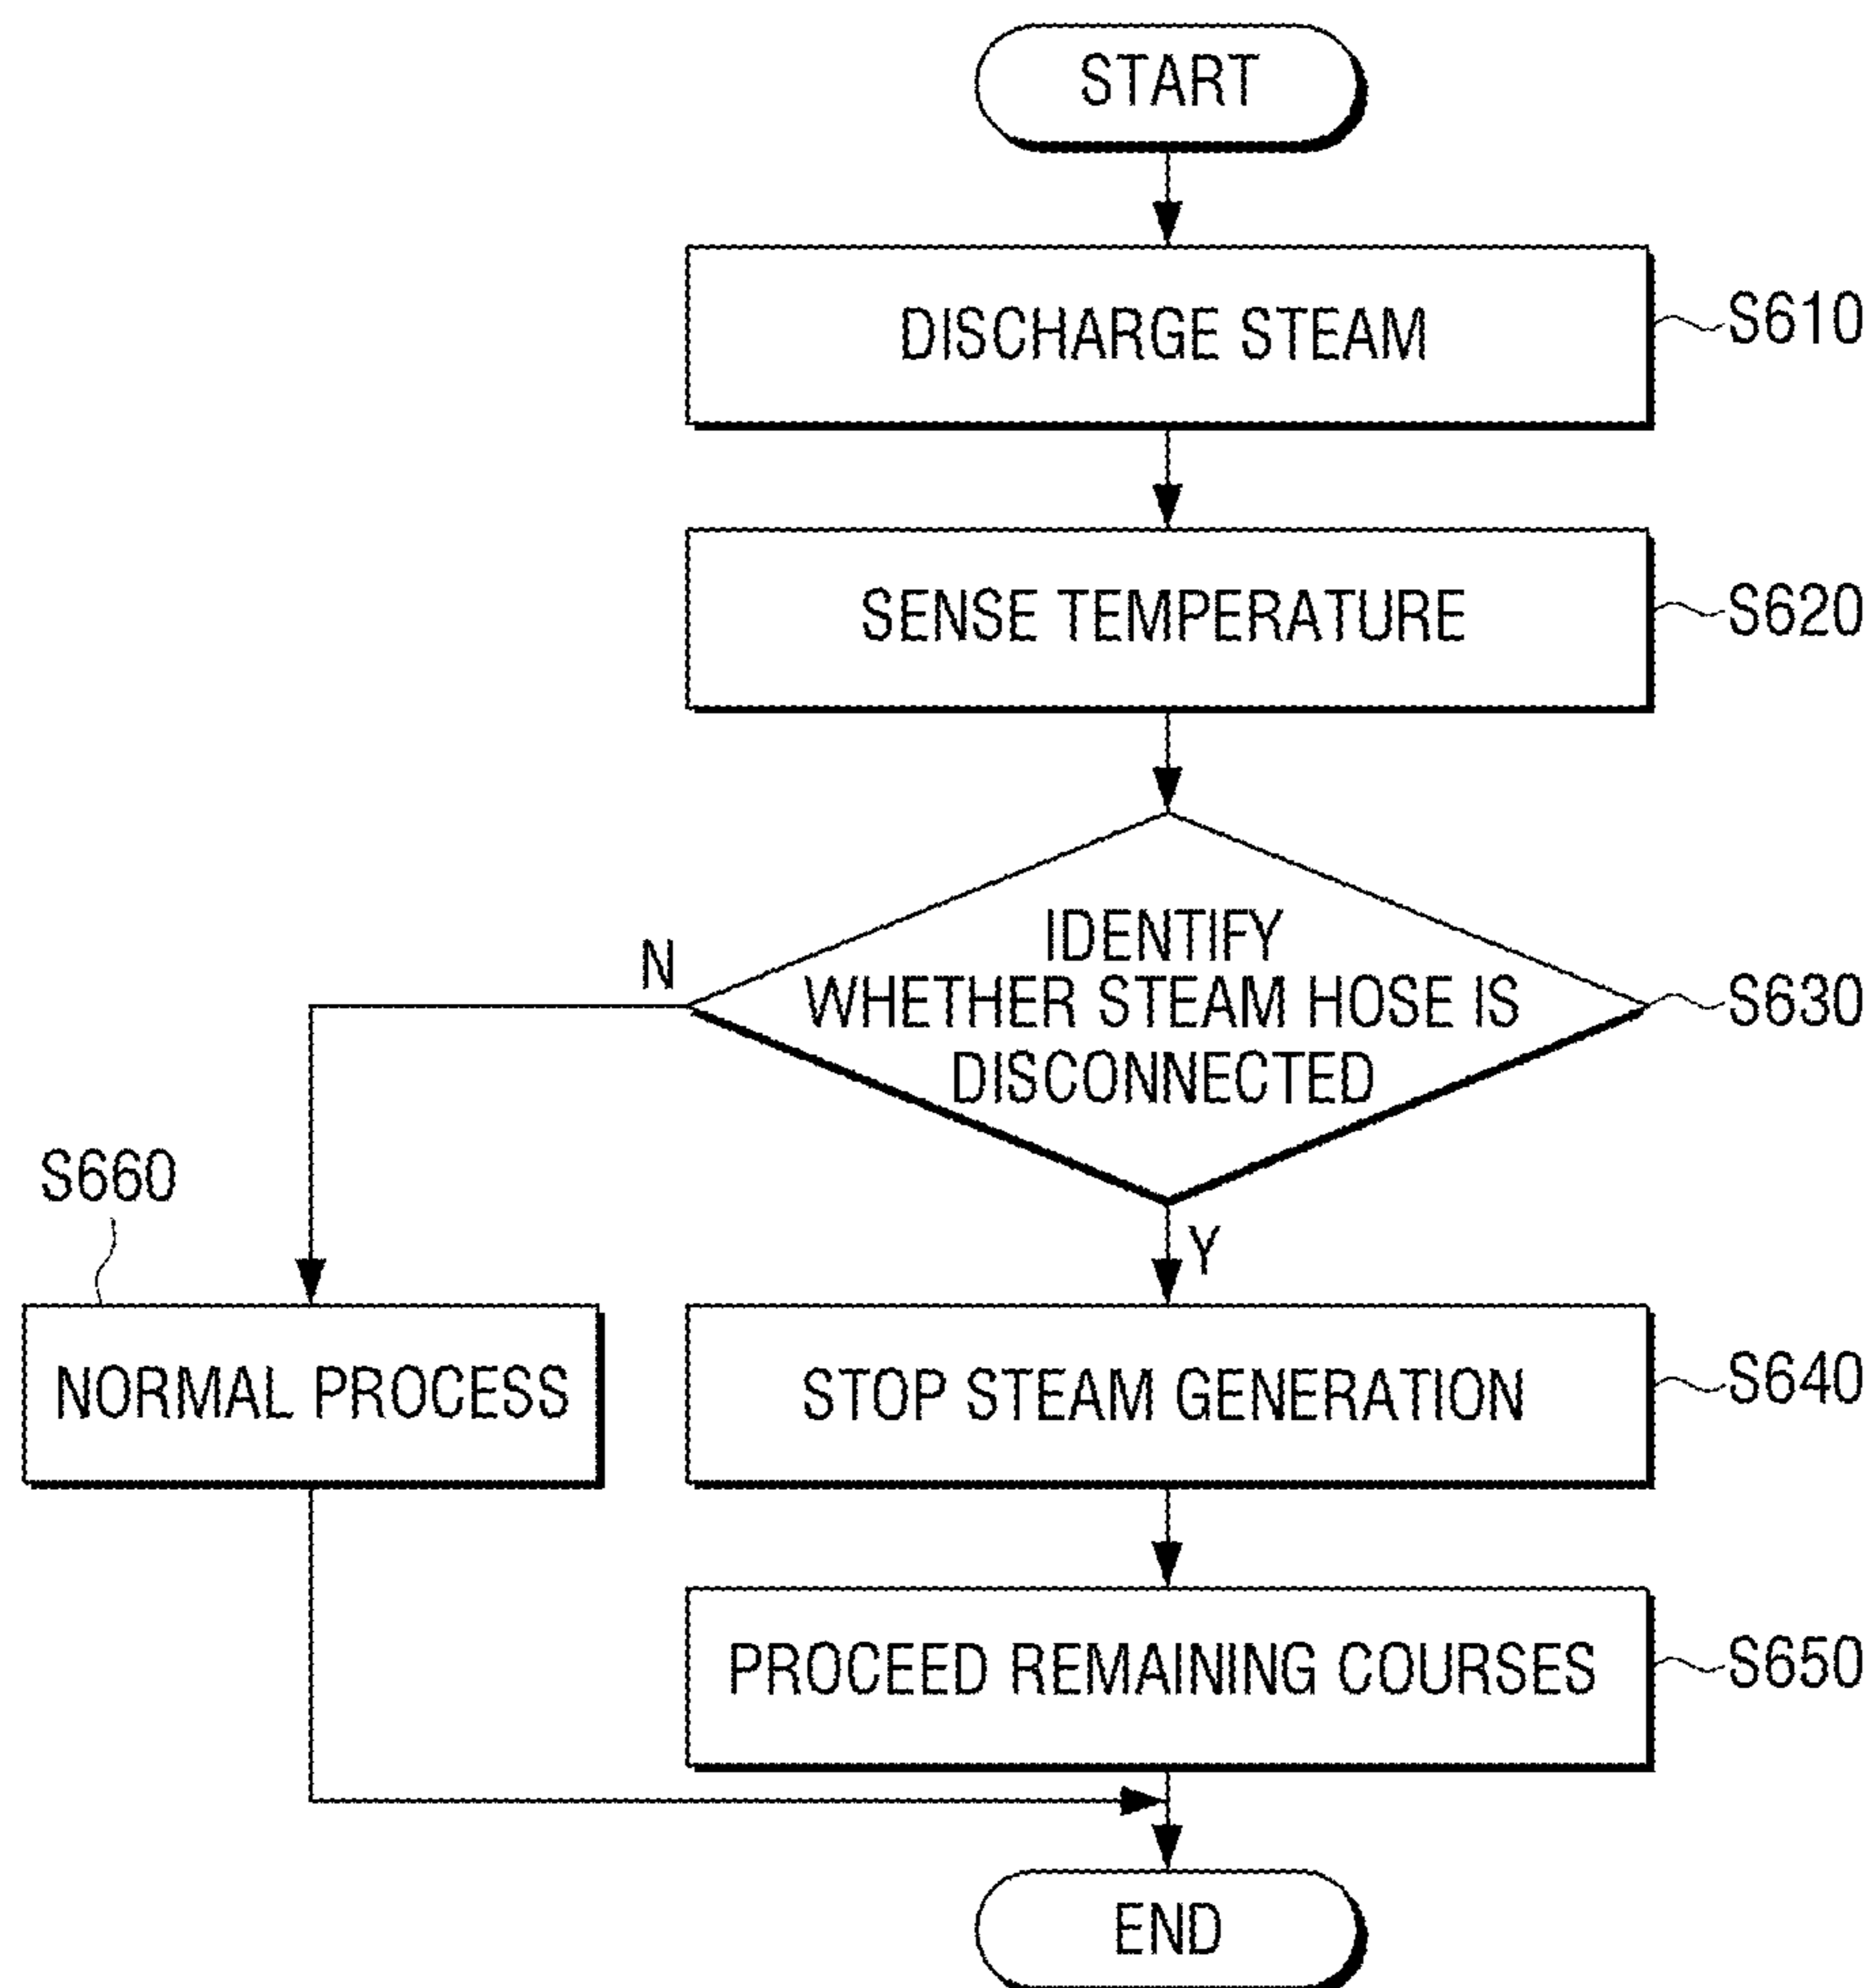 START
DISCHARGE STEAM
S610
SENSE TEMPERATURE
S620
IDENTIFY
WHETHER STEAM HOSE IS
DISCONNECTED
S630
N
Y
S660
NORMAL PROCESS
STOP STEAM GENERATION
S640
PROCEED REMAINING COURSES
S650
END